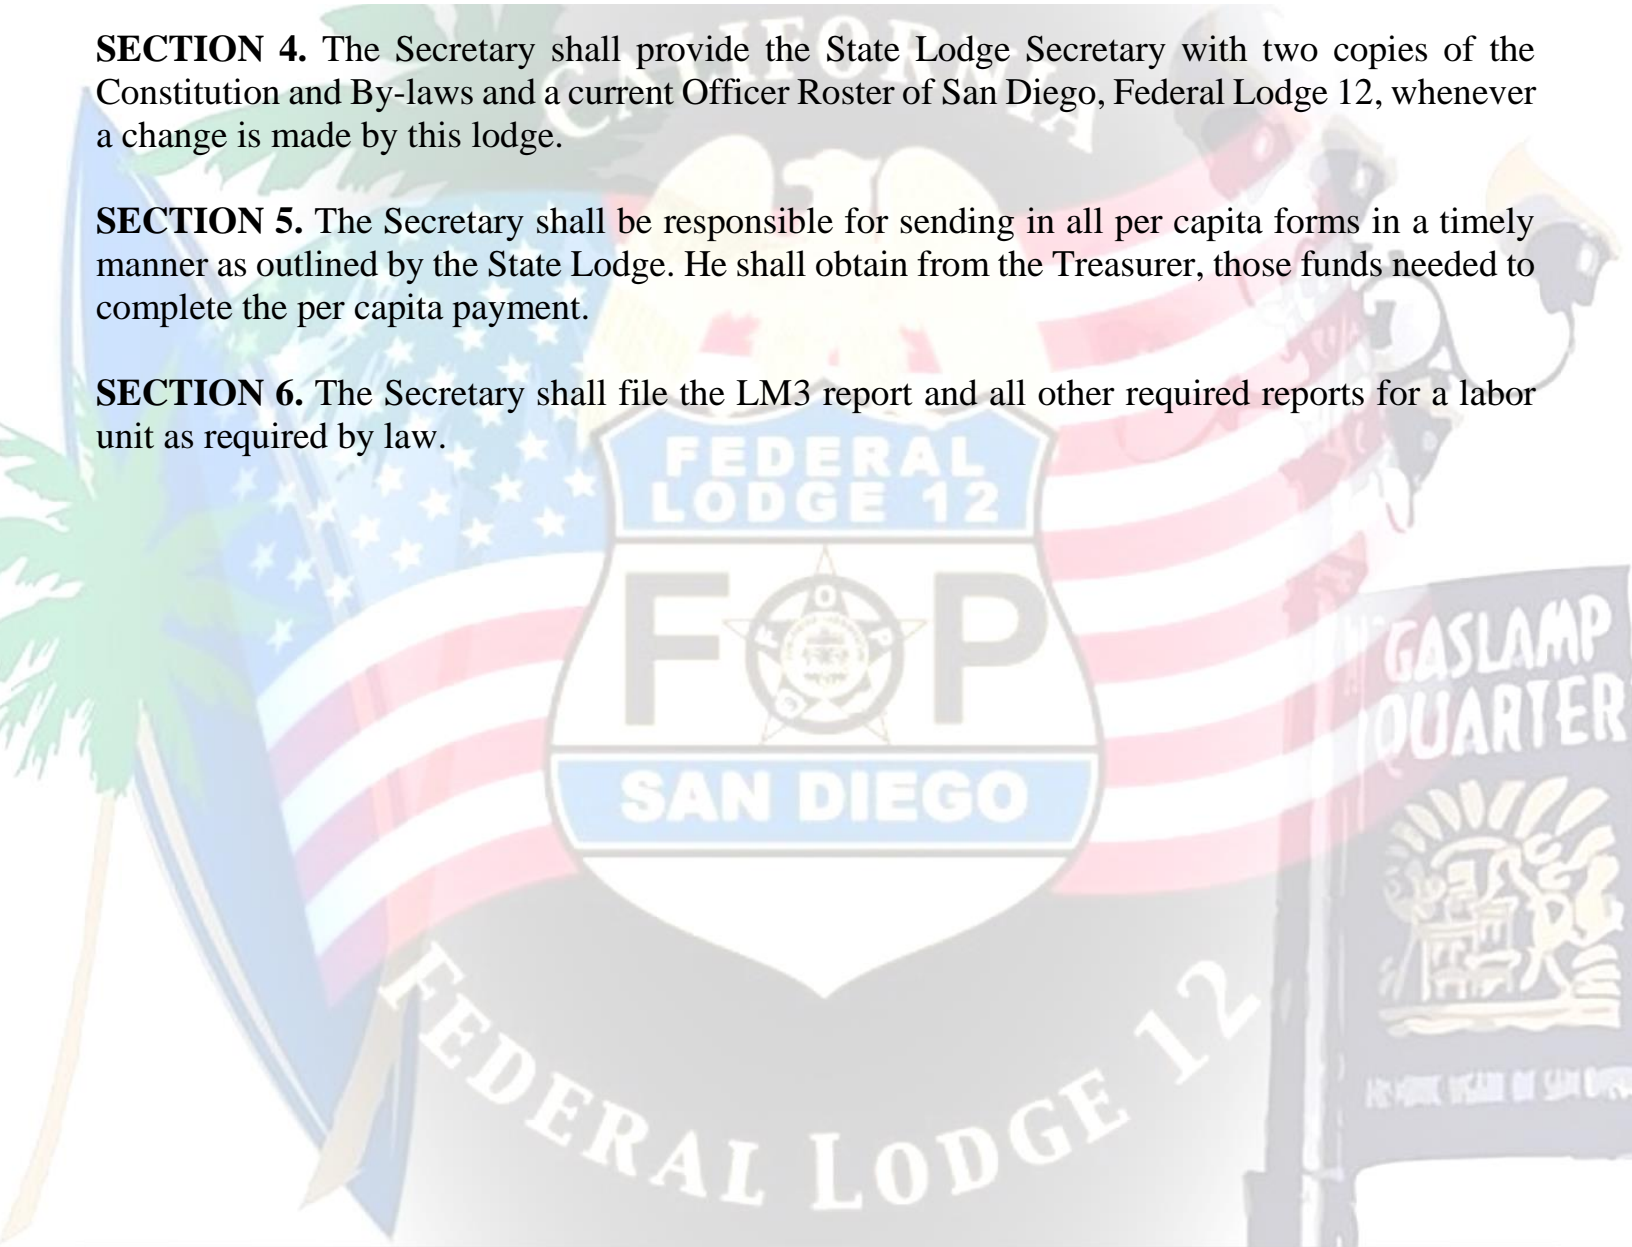 SECTION 4. The Secretary shall provide the State Lodge Secretary with two copies of the
Constitution and By-laws and a current Officer Roster of San Diego, Federal Lodge 12, whenever
a change is made by this lodge.
SECTION 5. The Secretary shall be responsible for sending in all per capita forms in a timely
manner as outlined by the State Lodge. He shall obtain from the Treasurer, those funds needed to
complete the per capita payment.
SECTION 6. The Secretary shall file the LM3 report and all other required reports for a labor
unit as required by law.
CALIFORNIA
FEDERAL
LODGE 12
F O P
F O P
SAN DIEGO
GASLAMP
QUARTER
FEDERAL LODGE 12